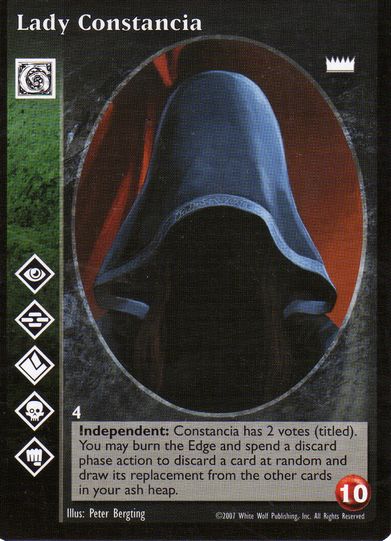 Lady Constancia
4
Independent: Constancia has 2 votes (titled).
You may burn the Edge and spend a discard
phase action to discard a card at random and
draw its replacement from the other cards
in your ash heap.
10
Illus: Peter Bergting
©2007 White Wolf Publishing, Inc. All Rights Reserved